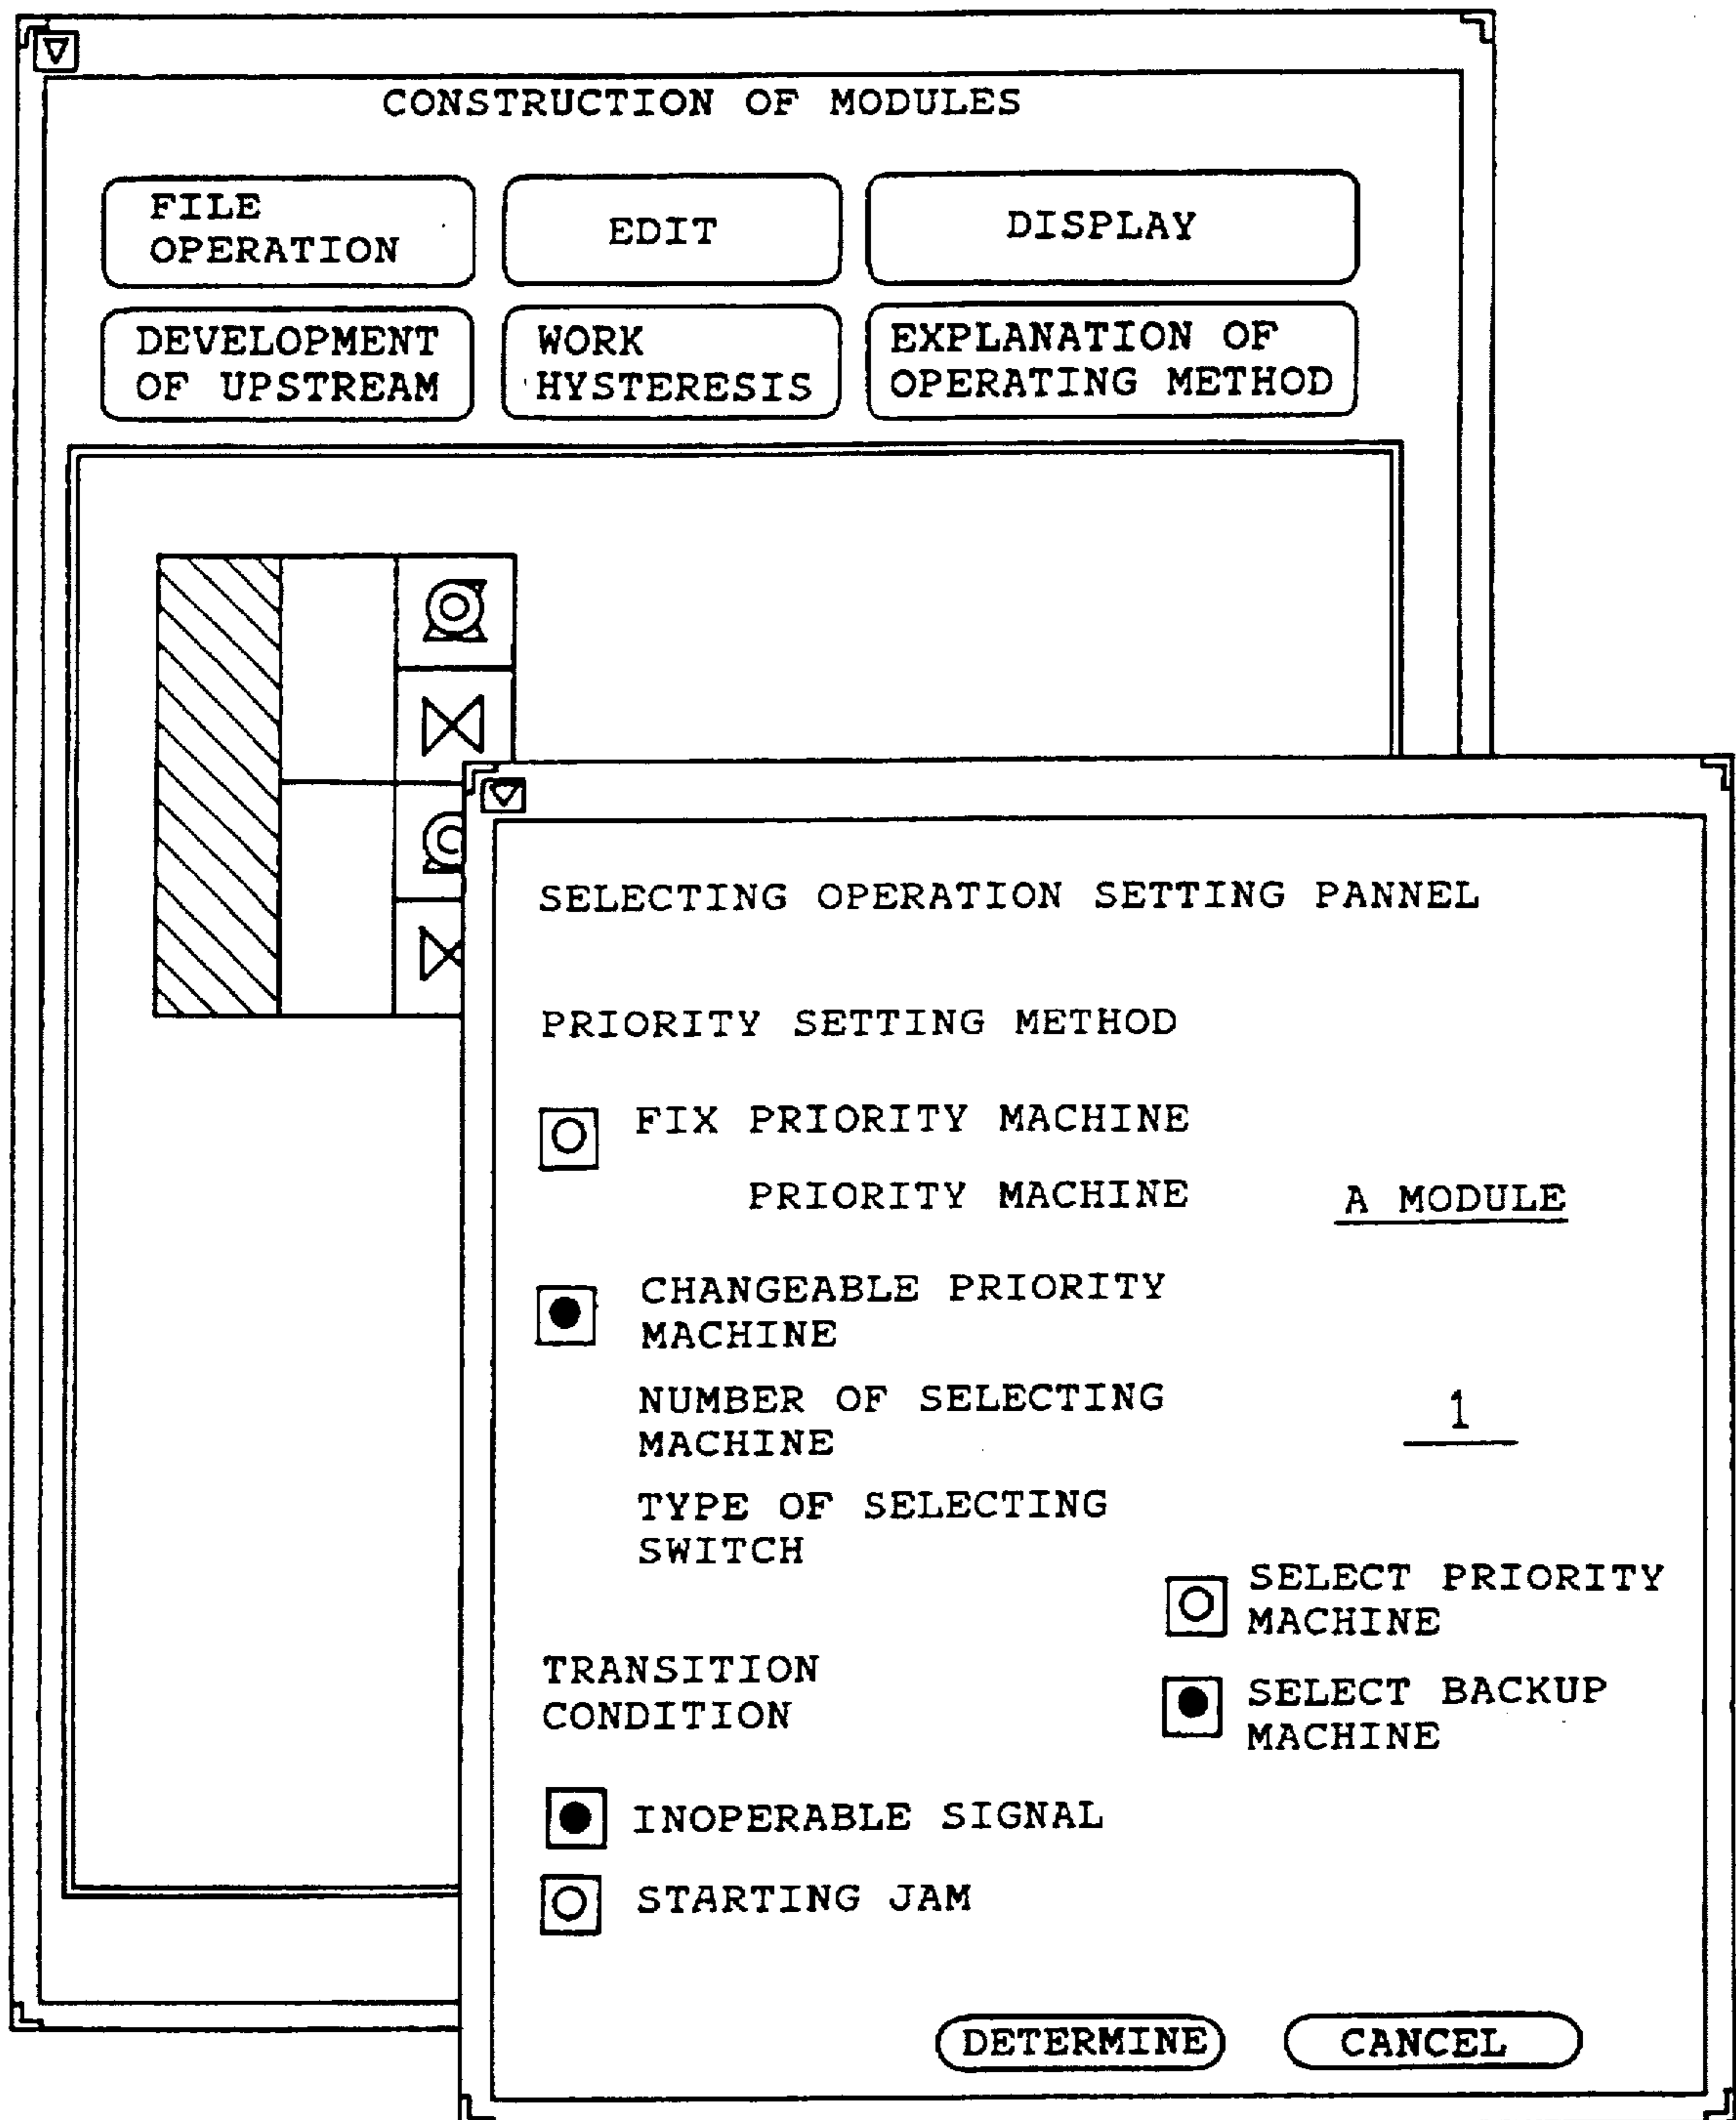 CONSTRUCTION OF MODULES
FILE
OPERATION
EDIT
DISPLAY
DEVELOPMENT
OF UPSTREAM
WORK
HYSTERESIS
EXPLANATION OF
OPERATING METHOD
SELECTING OPERATION SETTING PANNEL
PRIORITY SETTING METHOD
FIX PRIORITY MACHINE
PRIORITY MACHINE
A MODULE
CHANGEABLE PRIORITY
MACHINE
NUMBER OF SELECTING
MACHINE
1
TYPE OF SELECTING
SWITCH
SELECT PRIORITY
MACHINE
SELECT BACKUP
MACHINE
TRANSITION
CONDITION
INOPERABLE SIGNAL
STARTING JAM
DETERMINE
CANCEL